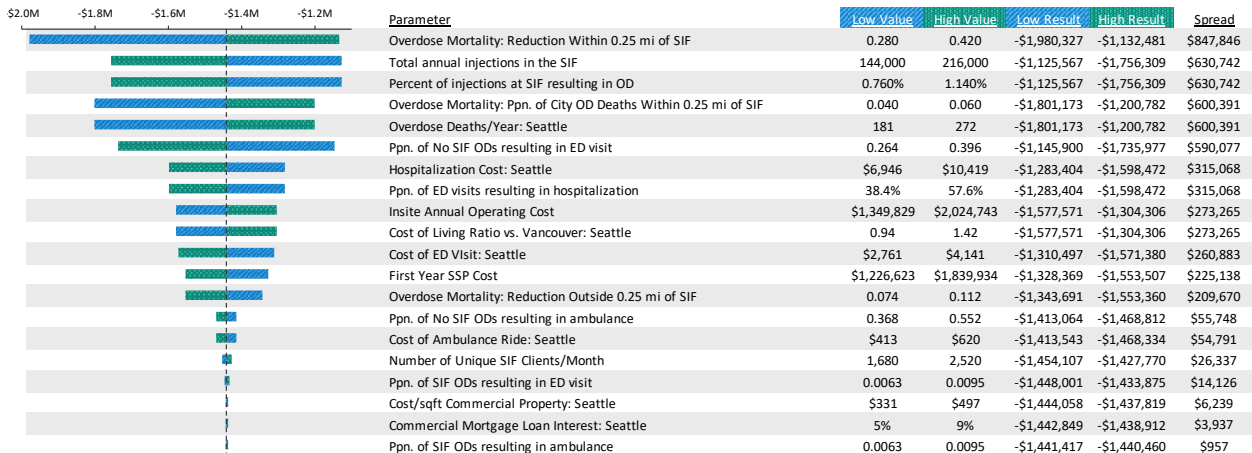 -$2.0M -$1.8M -$1.6M -$1.4M -$1.2M
Parameter Low Value High Value Low Result High Result Spread
Overdose Mortality: Reduction Within 0.25 mi of SIF 0.280 0.420 -$1,980,327 -$1,132,481 $847,846
Total annual injections in the SIF 144,000 216,000 -$1,125,567 -$1,756,309 $630,742
Percent of injections at SIF resulting in OD 0.760% 1.140% -$1,125,567 -$1,756,309 $630,742
Overdose Mortality: Ppn. of City OD Deaths Within 0.25 mi of SIF 0.040 0.060 -$1,801,173 -$1,200,782 $600,391
Overdose Deaths/Year: Seattle 181 272 -$1,801,173 -$1,200,782 $600,391
Ppn. of No SIF ODs resulting in ED visit 0.264 0.396 -$1,145,900 -$1,735,977 $590,077
Hospitalization Cost: Seattle $6,946 $10,419 -$1,283,404 -$1,598,472 $315,068
Ppn. of ED visits resulting in hospitalization 38.4% 57.6% -$1,283,404 -$1,598,472 $315,068
Insite Annual Operating Cost $1,349,829 $2,024,743 -$1,577,571 -$1,304,306 $273,265
Cost of Living Ratio vs. Vancouver: Seattle 0.94 1.42 -$1,577,571 -$1,304,306 $273,265
Cost of ED VIsit: Seattle $2,761 $4,141 -$1,310,497 -$1,571,380 $260,883
First Year SSP Cost $1,226,623 $1,839,934 -$1,328,369 -$1,553,507 $225,138
Overdose Mortality: Reduction Outside 0.25 mi of SIF 0.074 0.112 -$1,343,691 -$1,553,360 $209,670
Ppn. of No SIF ODs resulting in ambulance 0.368 0.552 -$1,413,064 -$1,468,812 $55,748
Cost of Ambulance Ride: Seattle $413 $620 -$1,413,543 -$1,468,334 $54,791
Number of Unique SIF Clients/Month 1,680 2,520 -$1,454,107 -$1,427,770 $26,337
Ppn. of SIF ODs resulting in ED visit 0.0063 0.0095 -$1,448,001 -$1,433,875 $14,126
Cost/sqft Commercial Property: Seattle $331 $497 -$1,444,058 -$1,437,819 $6,239
Commercial Mortgage Loan Interest: Seattle 5% 9% -$1,442,849 -$1,438,912 $3,937
Ppn. of SIF ODs resulting in ambulance 0.0063 0.0095 -$1,441,417 -$1,440,460 $957